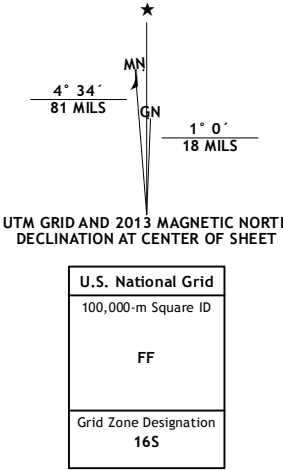 ★
MN
4° 34´
81 MILS
GN
1° 0´
18 MILS
UTM GRID AND 2013 MAGNETIC NORTH
DECLINATION AT CENTER OF SHEET
U.S. National Grid
100,000-m Square ID
FF
Grid Zone Designation
16S